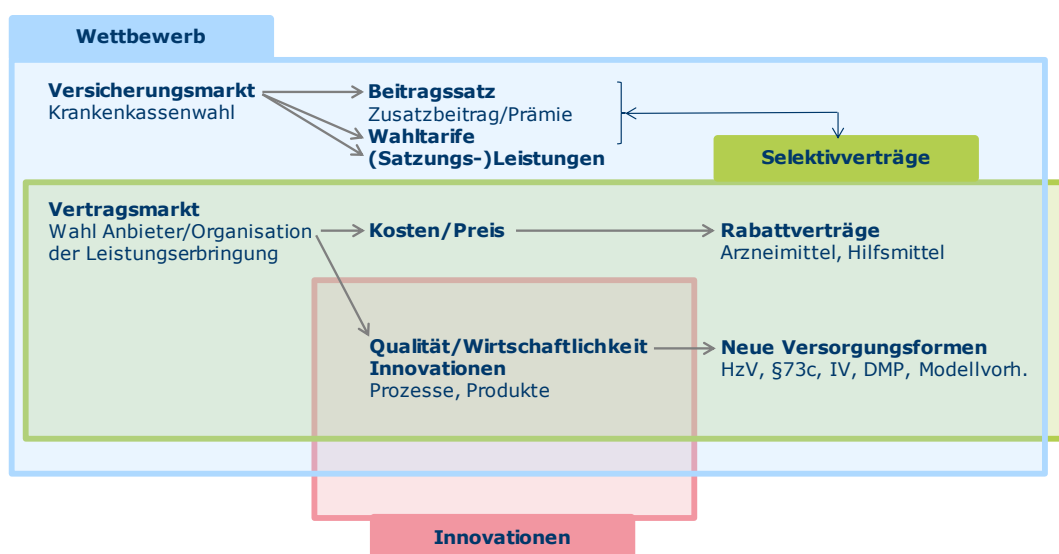 Wettbewerb
Versicherungsmarkt
Krankenkassenwahl
Beitragssatz
Zusatzbeitrag/Prämie
Wahltarife
(Satzungs-)Leistungen
Selektivverträge
Vertragsmarkt
Wahl Anbieter/Organisation
der Leistungserbringung
Kosten/Preis
Rabattverträge
Arzneimittel, Hilfsmittel
Qualität/Wirtschaftlichkeit
Innovationen
Prozesse, Produkte
Neue Versorgungsformen
HzV, §73c, IV, DMP, Modellvorh.
Innovationen